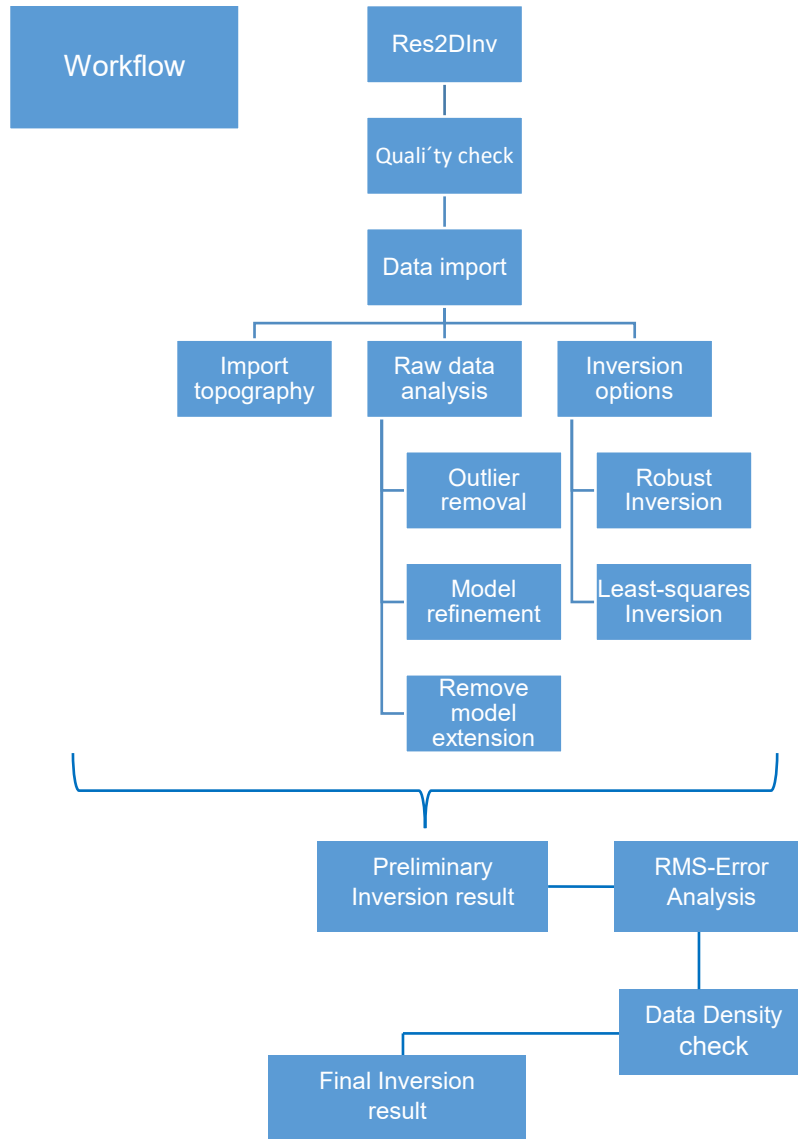 Workflow
Res2DInv
Quali´ty check
Data import
Import
topography
Raw data
analysis
Inversion
options
Outlier
removal
Robust
Inversion
Model
refinement
Least-squares
Inversion
Remove
model
extension
Preliminary
Inversion result
RMS-Error
Analysis
Data Density
check
Final Inversion
result